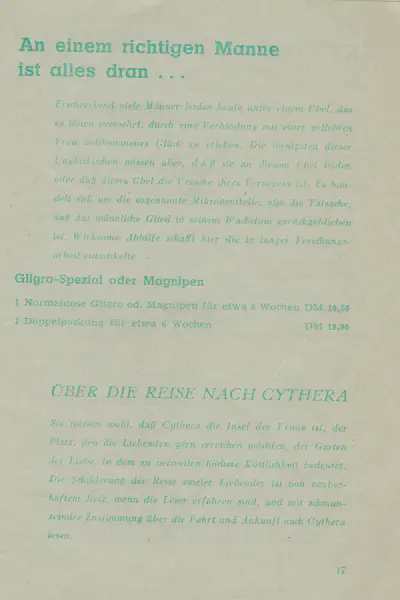 An einem richtigen Manne
ist alles dran . . .
Erschreckend viele Männer leiden heute unter einem Übel, das
es ihnen verwehrt, durch eine Verbindung mit einer geliebten
Frau vollkommenes Glück zu erleben. Die wenigsten dieser
Unglücklichen wissen aber, daß sie an diesem Übel leiden
oder daß dieses Übel die Ursache ihres Versagens ist. Es han-
delt sich um die sogenannte Mikrogenitalie, also die Tatsache,
daß das männliche Glied in seinem Wachstum zurückgeblieben
ist. Wirksame Abhilfe schafft hier die in langer Forschungs-
arbeit entwickelte
Gligro-Spezial oder Magnipen
1 Normaldose Gligro od. Magnipen für etwa 3 Wochen DM
1 Doppelpackung für etwa 6 Wochen DM
ÜBER DIE REISE NACH CYTHERA
Sie wissen wohl, daß Cythera die Insel der Venus ist, der
Platz, den die Liebenden gern erreichen möchten, der Garten
der Liebe, in dem zu verweilen höchste Köstlichkeit bedeutet.
Die Schilderung der Reise zweier Liebender ist von zauber-
haftem Reiz, wenn die Leser erfahren sind, und mit schmun-
zelnder Zustimmung über die Fahrt und Ankunft nach Cythera
lesen.
17